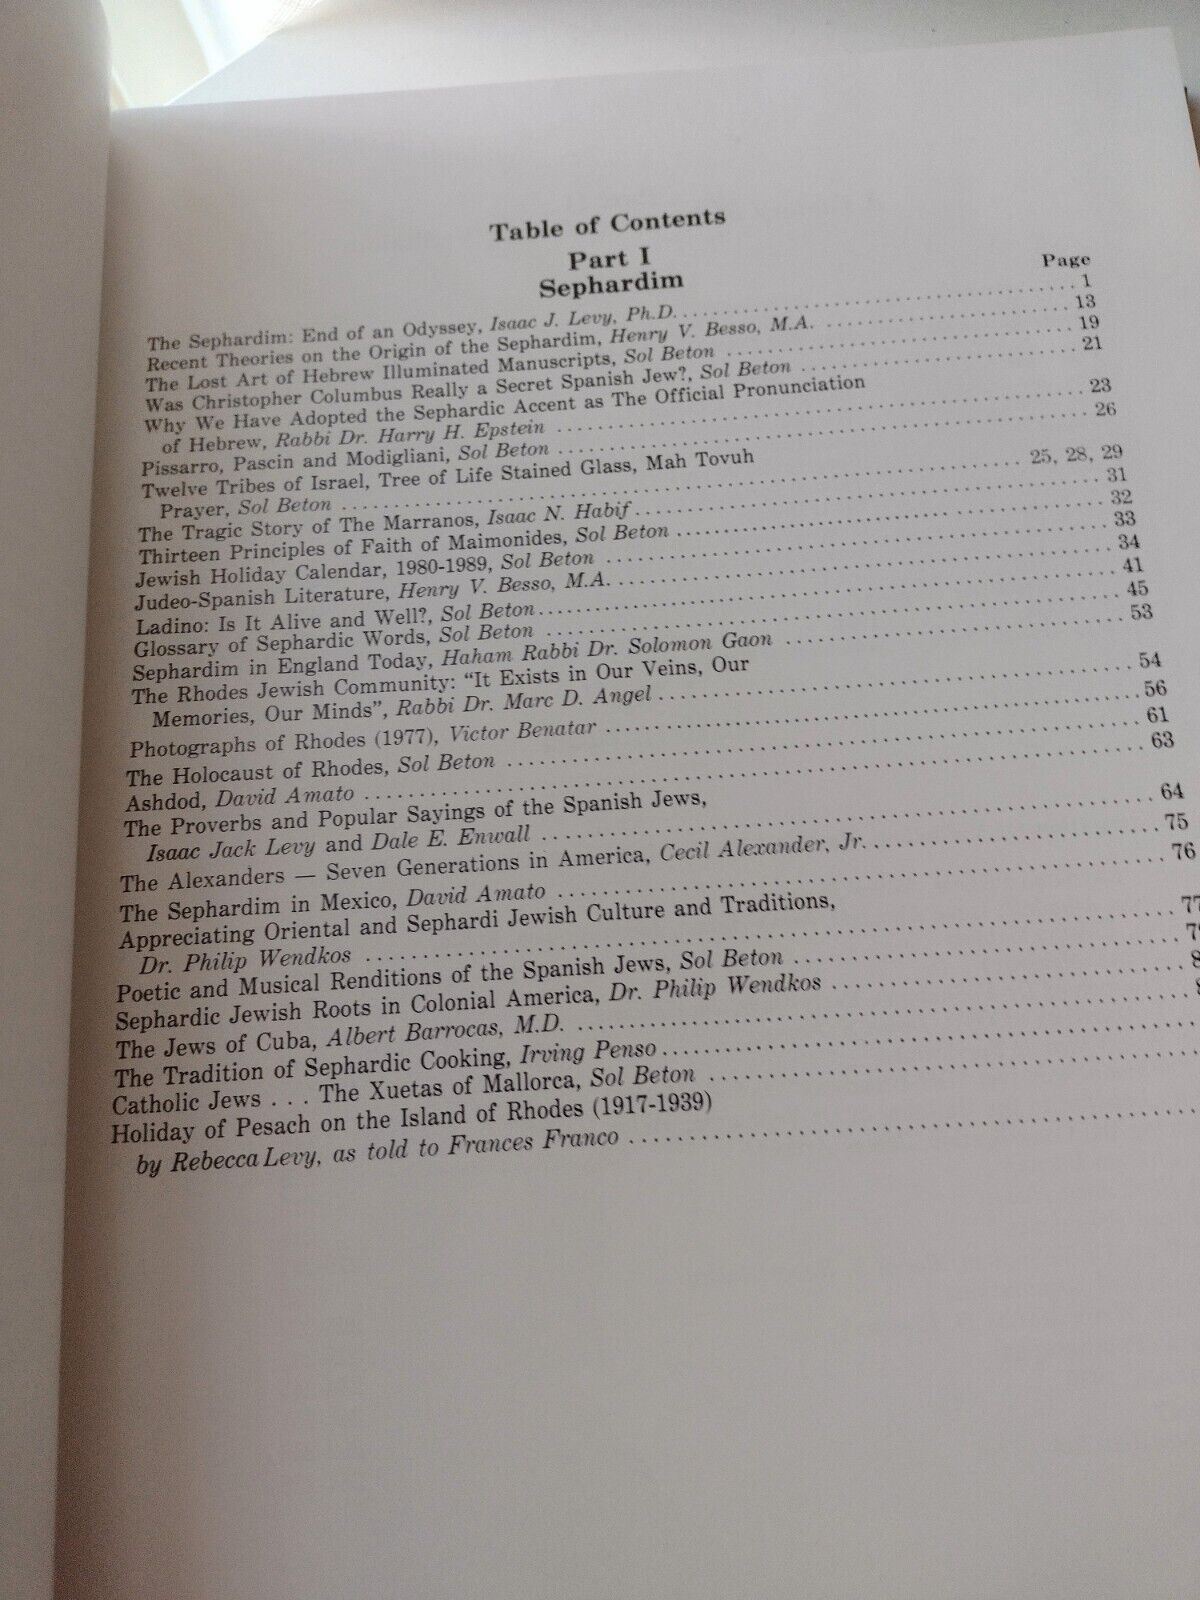 Table of Contents
Part I
Sephardim
Page
The Sephardim: End of an Odyssey, Isaac J. Levy, Ph.D. 1
Recent Theories on the Origin of the Sephardim, Henry V. Besso, M.A. 13
The Lost Art of Hebrew Illuminated Manuscripts, Sol Beton 19
Was Christopher Columbus Really a Secret Spanish Jew?, Sol Beton 21
Why We Have Adopted the Sephardic Accent as The Official Pronunciation
of Hebrew, Rabbi Dr. Harry H. Epstein 23
Pissarro, Pascin and Modigliani, Sol Beton 26
Twelve Tribes of Israel, Tree of Life Stained Glass, Mah Tovuh
Prayer, Sol Beton 25, 28, 29
The Tragic Story of The Marranos, Isaac N. Habif 31
Thirteen Principles of Faith of Maimonides, Sol Beton 32
Jewish Holiday Calendar, 1980-1989, Sol Beton 33
Judeo-Spanish Literature, Henry V. Besso, M.A. 34
Ladino: Is It Alive and Well?, Sol Beton 41
Glossary of Sephardic Words, Sol Beton 45
Sephardim in England Today, Haham Rabbi Dr. Solomon Gaon 53
The Rhodes Jewish Community: "It Exists in Our Veins, Our
Memories, Our Minds", Rabbi Dr. Marc D. Angel 54
Photographs of Rhodes (1977), Victor Benatar 56
The Holocaust of Rhodes, Sol Beton 61
Ashdod, David Amato 63
The Proverbs and Popular Sayings of the Spanish Jews,
Isaac Jack Levy and Dale E. Enwall 64
The Alexanders — Seven Generations in America, Cecil Alexander, Jr. 75
The Sephardim in Mexico, David Amato 76
Appreciating Oriental and Sephardi Jewish Culture and Traditions,
Dr. Philip Wendkos 77
Poetic and Musical Renditions of the Spanish Jews, Sol Beton
Sephardic Jewish Roots in Colonial America, Dr. Philip Wendkos
The Jews of Cuba, Albert Barrocas, M.D.
The Tradition of Sephardic Cooking, Irving Penso
Catholic Jews . . . The Xuetas of Mallorca, Sol Beton
Holiday of Pesach on the Island of Rhodes (1917-1939)
by Rebecca Levy, as told to Frances Franco